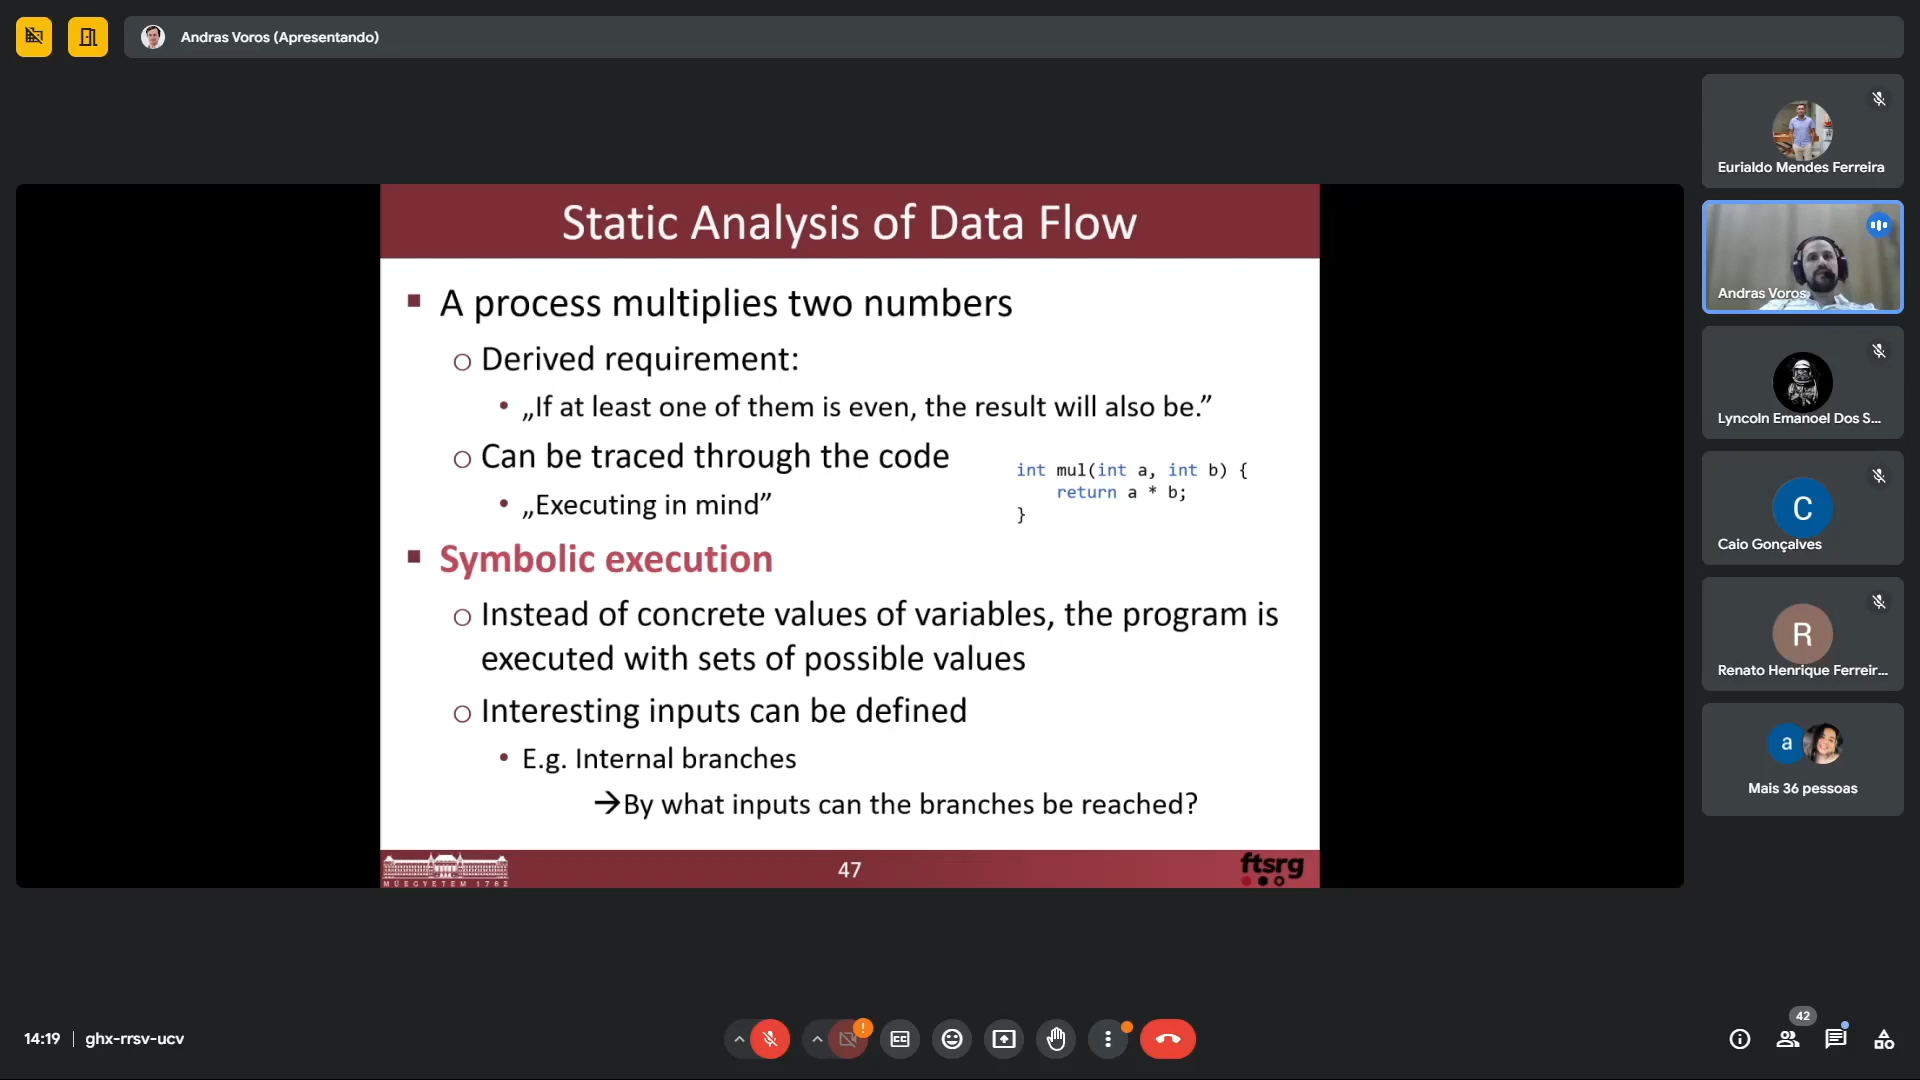 Andras Voros (Apresentando)
Static Analysis of Data Flow
A process multiplies two numbers
Derived requirement:
„If at least one of them is even, the result will also be.”
Can be traced through the code
„Executing in mind”
int mul(int a, int b) {
return a * b;
}
Symbolic execution
Instead of concrete values of variables, the program is
executed with sets of possible values
Interesting inputs can be defined
E.g. Internal branches
→By what inputs can the branches be reached?
MŰEGYETEM 1782
47
ftsrg
Eurialdo Mendes Ferreira
Andras Voros
Lyncoln Emanoel Dos S...
C
Caio Gonçalves
R
Renato Henrique Ferreir...
a
Mais 36 pessoas
14:19 | ghx-rrsv-ucv
!
42